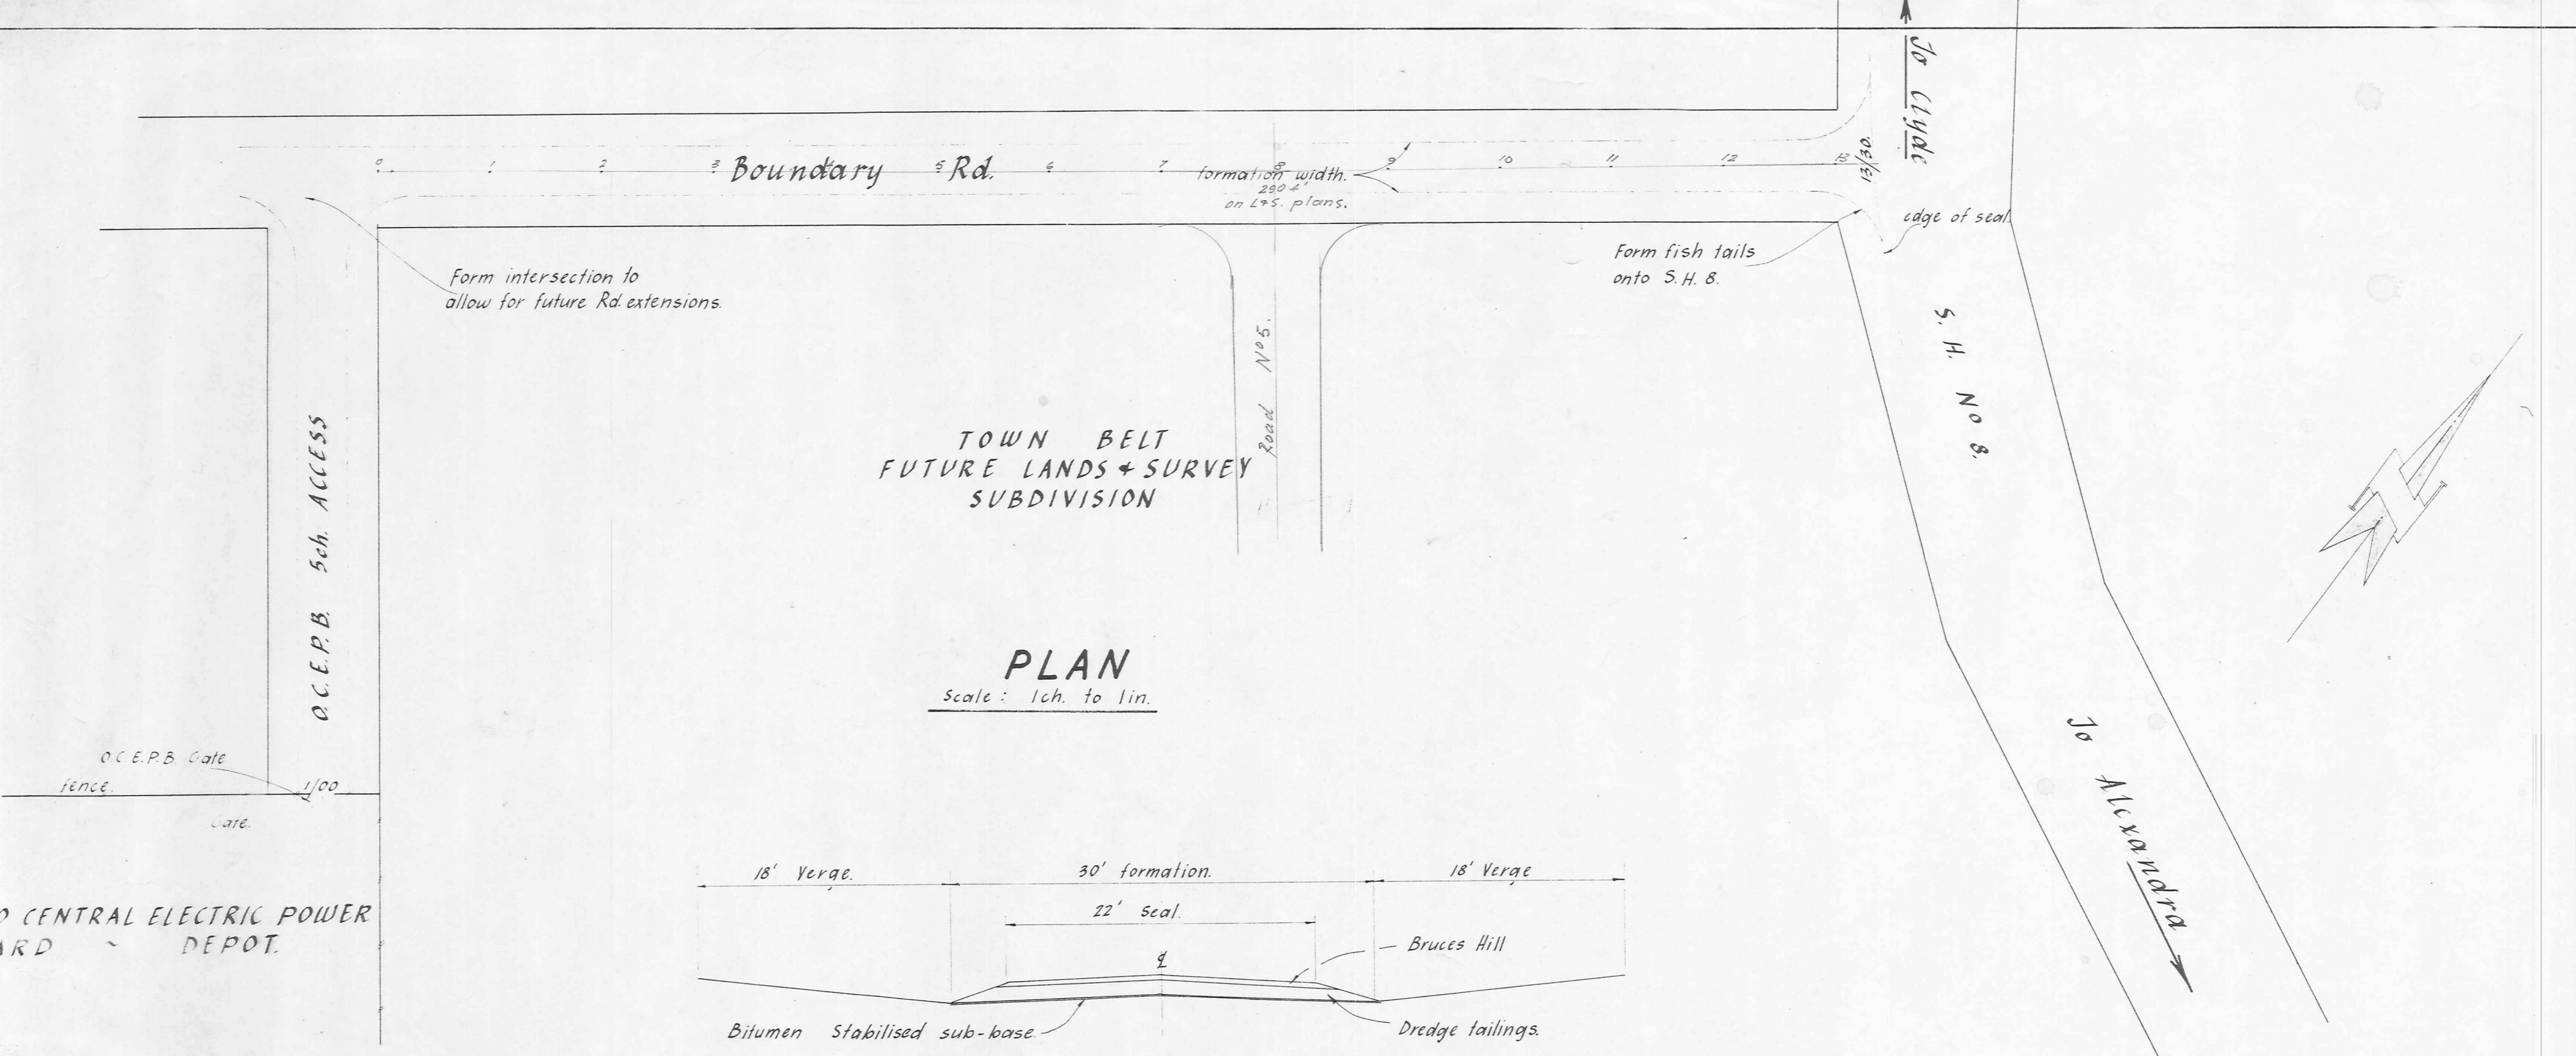 To Clyde
0 1 2 3 Boundary 5 Rd. 6 7 8 9 10 11 12 13
13/30
formation width.
290.4'
on L+S. plans.
edge of seal.
Form fish tails
onto S.H. 8.
Form intersection to
allow for future Rd. extensions.
S. H. No 8.
Road No 5.
TOWN BELT
FUTURE LANDS & SURVEY
SUBDIVISION
O.C.E.P.B. 5ch. ACCESS
N
PLAN
Scale: 1ch. to 1in.
To Alexandra
O.C.E.P.B. Gate
fence.
1/00
Gate.
18' Verge. 30' formation. 18' Verge
22' Seal.
CENTRAL ELECTRIC POWER
ARD ~ DEPOT.
Bruces Hill
℄
Bitumen Stabilised sub-base
Dredge tailings.